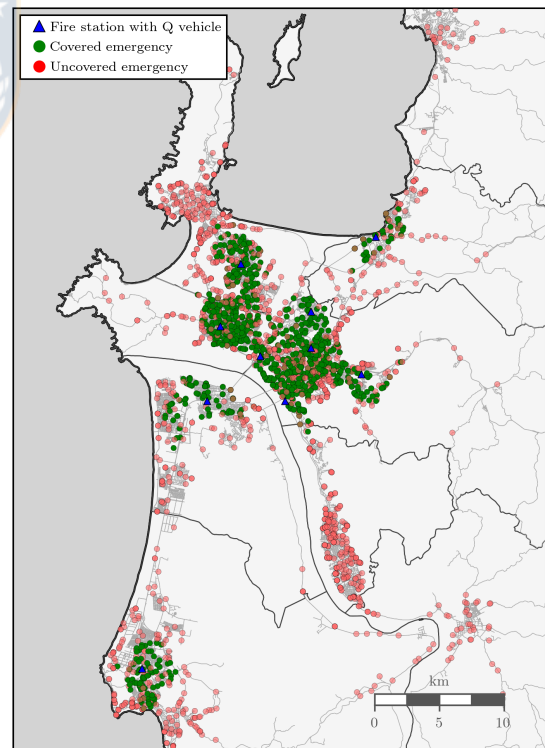 Fire station with Q vehicle
Covered emergency
Uncovered emergency
km
0 5 10